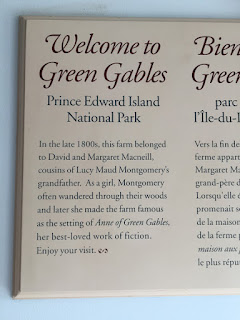 Welcome to
Green Gables
Prince Edward Island
National Park
In the late 1800s, this farm belonged
to David and Margaret Macneill,
cousins of Lucy Maud Montgomery's
grandfather. As a girl, Montgomery
often wandered through their woods
and later she made the farm famous
as the setting of Anne of Green Gables,
her best-loved work of fiction.
Enjoy your visit.
Bien
Green
parc
l'Île-du-
Vers la fin de
ferme appart
Margaret Ma
grand-père d
Lorsqu'elle é
promenait s
de la maison
de la ferme
maison aux
le plus répu